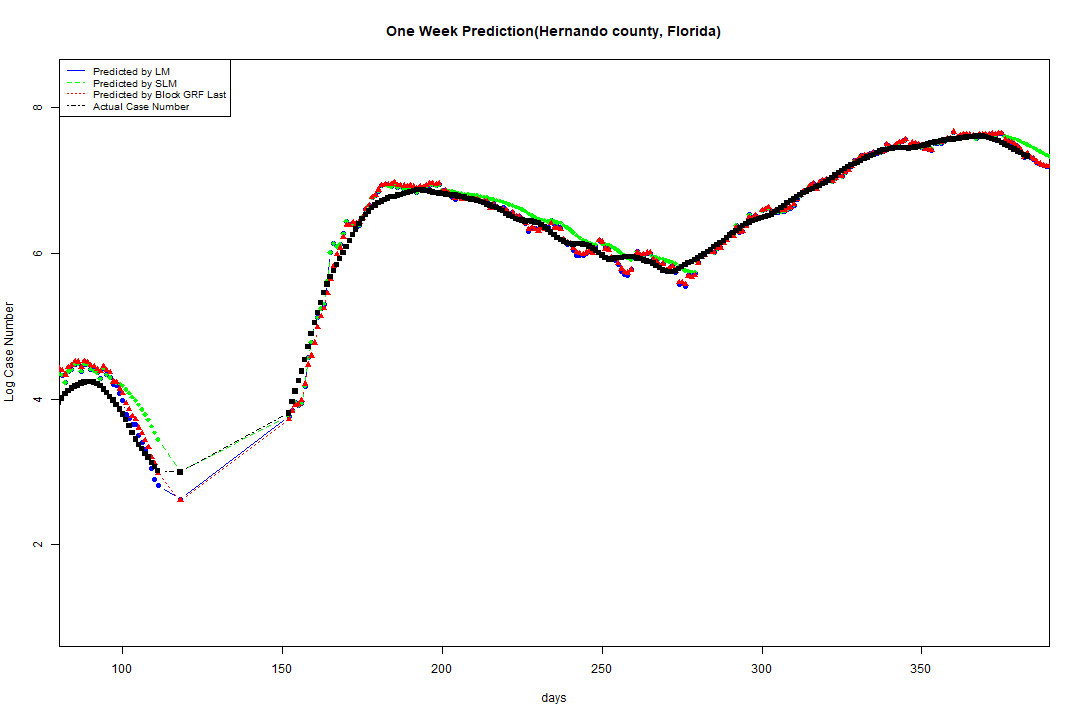 One Week Prediction(Hernando county, Florida)
Predicted by LM
Predicted by SLM
Predicted by Block GRF Last
Actual Case Number
8
6
4
2
Log Case Number
100 150 200 250 300 350
days